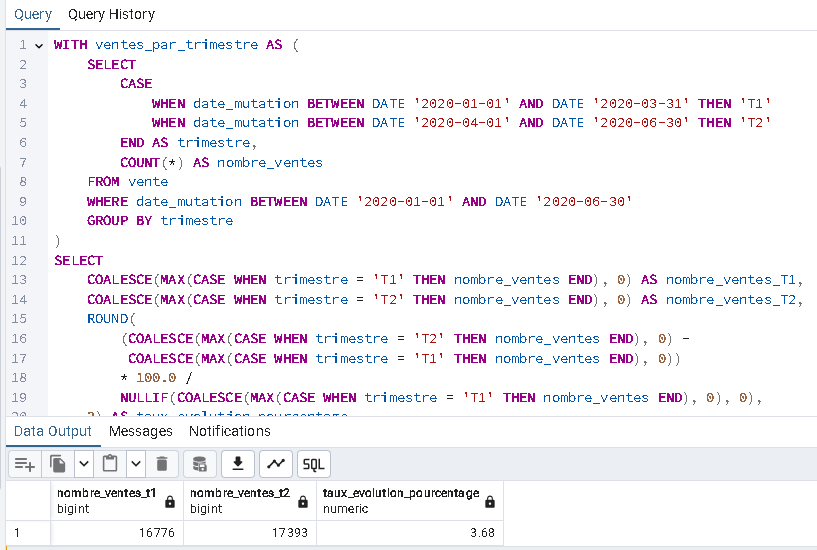 Query Query History
1 WITH ventes_par_trimestre AS (
2 SELECT
3 CASE
4 WHEN date_mutation BETWEEN DATE '2020-01-01' AND DATE '2020-03-31' THEN 'T1'
5 WHEN date_mutation BETWEEN DATE '2020-04-01' AND DATE '2020-06-30' THEN 'T2'
6 END AS trimestre,
7 COUNT(*) AS nombre_ventes
8 FROM vente
9 WHERE date_mutation BETWEEN DATE '2020-01-01' AND DATE '2020-06-30'
10 GROUP BY trimestre
11 )
12 SELECT
13 COALESCE(MAX(CASE WHEN trimestre = 'T1' THEN nombre_ventes END), 0) AS nombre_ventes_T1,
14 COALESCE(MAX(CASE WHEN trimestre = 'T2' THEN nombre_ventes END), 0) AS nombre_ventes_T2,
15 ROUND(
16 (COALESCE(MAX(CASE WHEN trimestre = 'T2' THEN nombre_ventes END), 0) -
17 COALESCE(MAX(CASE WHEN trimestre = 'T1' THEN nombre_ventes END), 0))
18 * 100.0 /
19 NULLIF(COALESCE(MAX(CASE WHEN trimestre = 'T1' THEN nombre_ventes END), 0), 0),
20 2) AS taux_evolution_pourcentage
Data Output Messages Notifications
SQL
nombre_ventes_t1 nombre_ventes_t2 taux_evolution_pourcentage
bigint bigint numeric
1 16776 17393 3.68